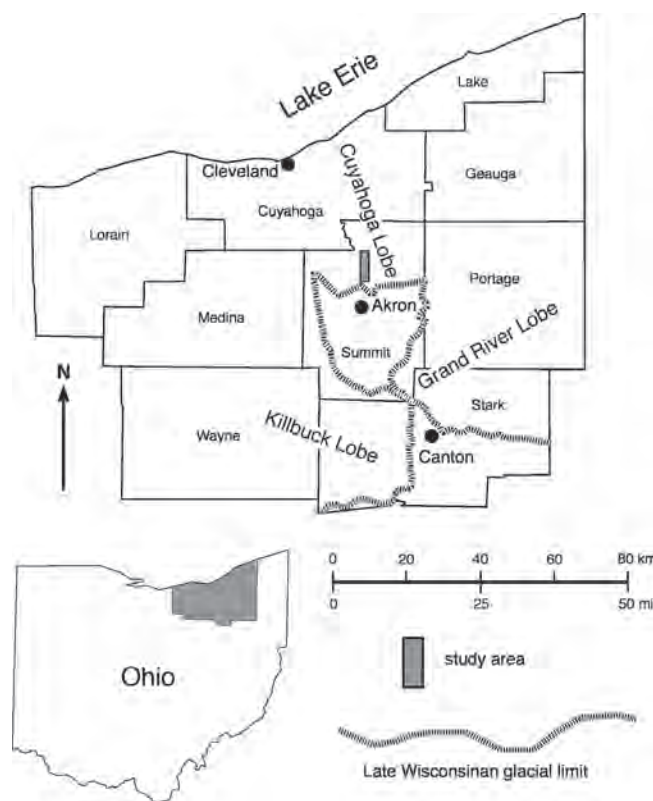 Lake Erie
Lake
Cleveland
Cuyahoga Lobe
Geauga
Cuyahoga
Lorain
Portage
Akron
Medina
Summit
Grand River Lobe
N
Stark
Killbuck Lobe
Wayne
Canton
0 20 40 60 80 km
0 25 50 mi
study area
Ohio
Late Wisconsinan glacial limit